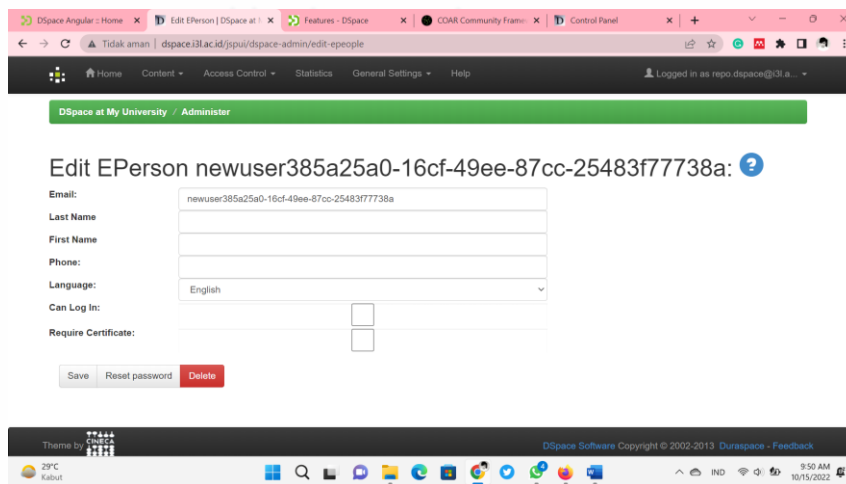 DSpace Angular :: Home
Edit EPerson | DSpace at
Features - DSpace
COAR Community Frame
Control Panel
Tidak aman | dspace.i3l.ac.id/jspui/dspace-admin/edit-epeople
Home Content Access Control Statistics General Settings Help Logged in as repo.dspace@i3l.a...
DSpace at My University / Administer
Edit EPerson newuser385a25a0-16cf-49ee-87cc-25483f77738a: ?
Email: newuser385a25a0-16cf-49ee-87cc-25483f77738a
Last Name
First Name
Phone:
Language: English
Can Log In:
Require Certificate:
Save Reset password Delete
Theme by CINECA DSpace Software Copyright © 2002-2013 Duraspace - Feedback
29°C
Kabut
IND
9:50 AM
10/15/2022